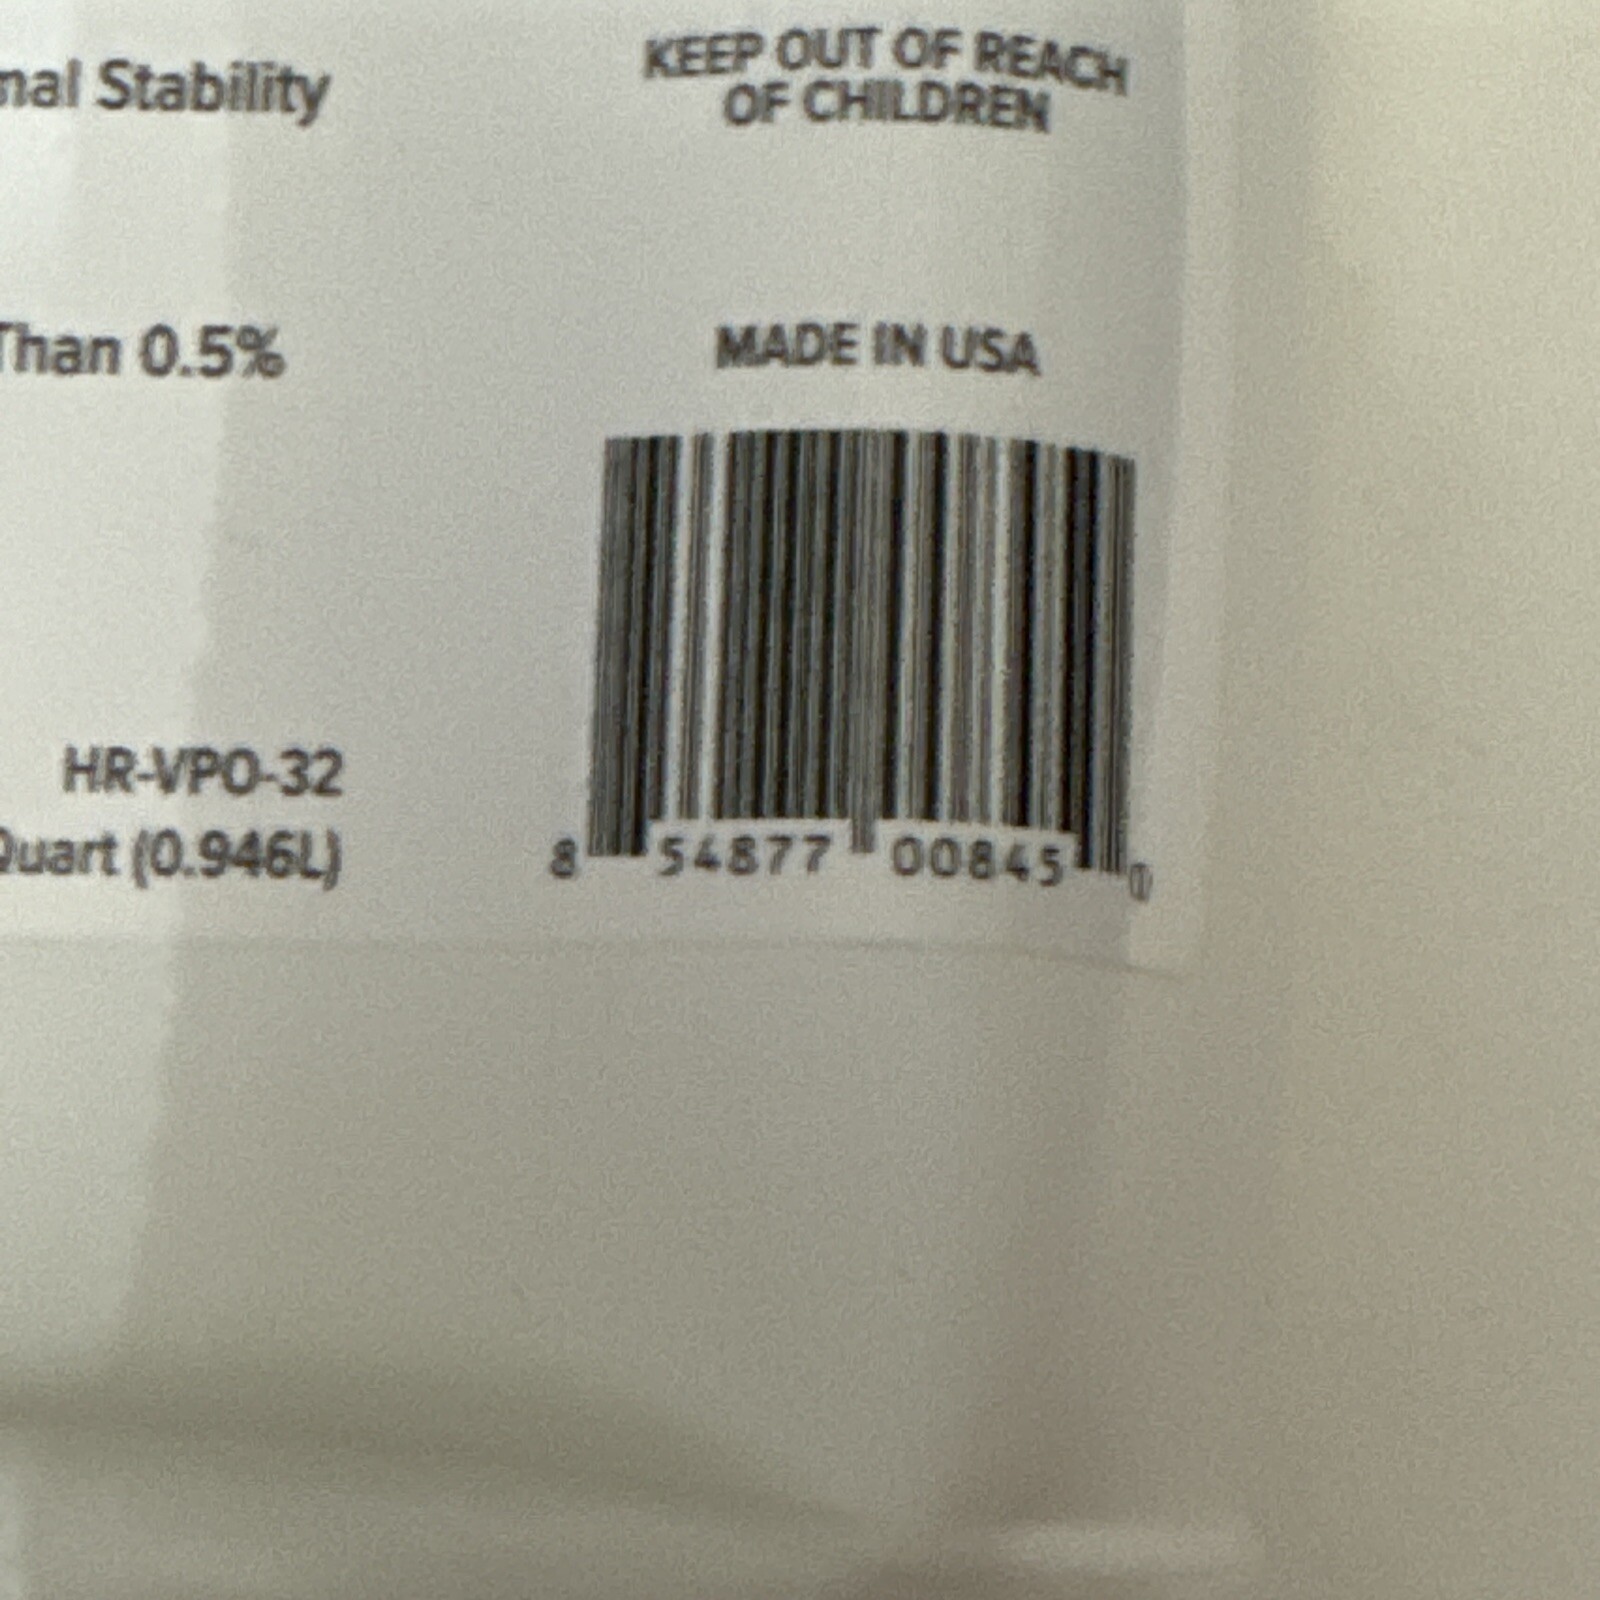 nal Stability
KEEP OUT OF REACH
OF CHILDREN
Than 0.5%
MADE IN USA
HR-VPO-32
Quart (0.946L)
8 54877 00845 0